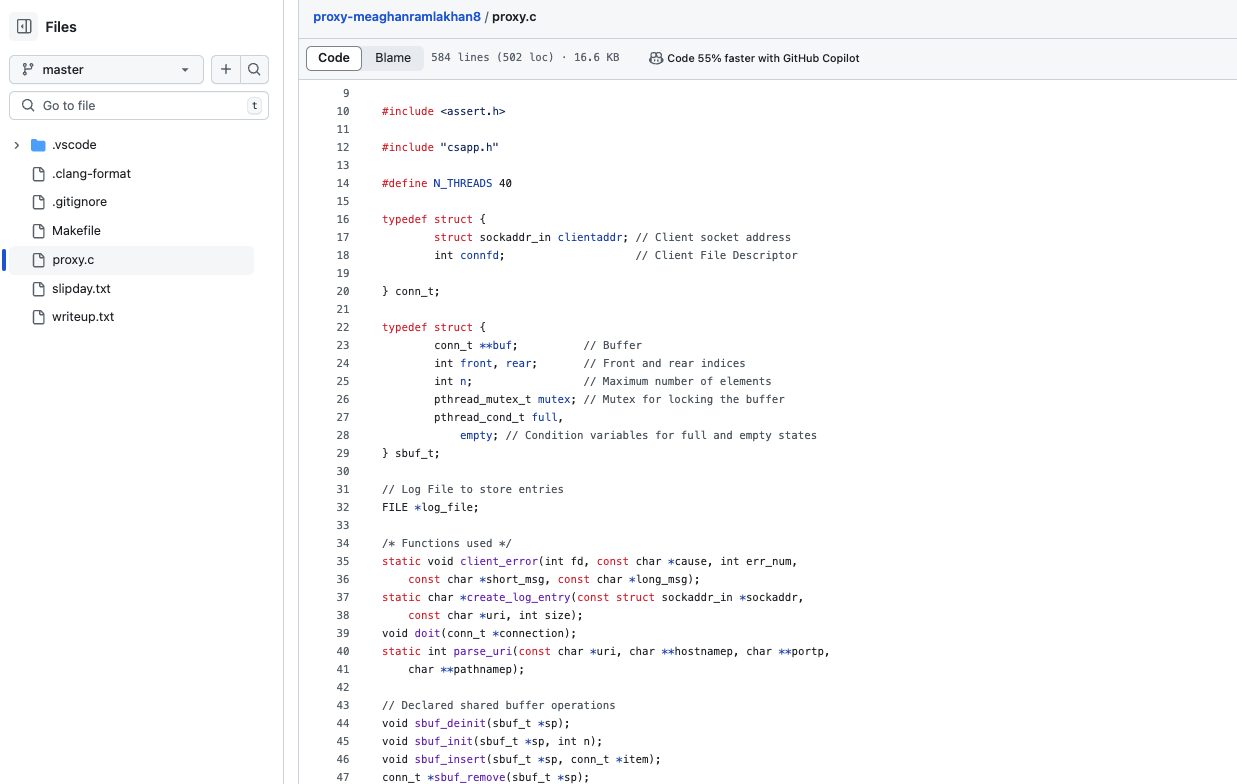 Files
master
Go to file
t
.vscode
.clang-format
.gitignore
Makefile
proxy.c
slipday.txt
writeup.txt
proxy-meaghanramlakhan8 / proxy.c
Code Blame 584 lines (502 loc) · 16.6 KB Code 55% faster with GitHub Copilot
9
10 #include <assert.h>
11
12 #include "csapp.h"
13
14 #define N_THREADS 40
15
16 typedef struct {
17 struct sockaddr_in clientaddr; // Client socket address
18 int connfd; // Client File Descriptor
19
20 } conn_t;
21
22 typedef struct {
23 conn_t **buf; // Buffer
24 int front, rear; // Front and rear indices
25 int n; // Maximum number of elements
26 pthread_mutex_t mutex; // Mutex for locking the buffer
27 pthread_cond_t full,
28 empty; // Condition variables for full and empty states
29 } sbuf_t;
30
31 // Log File to store entries
32 FILE *log_file;
33
34 /* Functions used */
35 static void client_error(int fd, const char *cause, int err_num,
36 const char *short_msg, const char *long_msg);
37 static char *create_log_entry(const struct sockaddr_in *sockaddr,
38 const char *uri, int size);
39 void doit(conn_t *connection);
40 static int parse_uri(const char *uri, char **hostnamep, char **portp,
41 char **pathnamep);
42
43 // Declared shared buffer operations
44 void sbuf_deinit(sbuf_t *sp);
45 void sbuf_init(sbuf_t *sp, int n);
46 void sbuf_insert(sbuf_t *sp, conn_t *item);
47 conn_t *sbuf_remove(sbuf_t *sp);